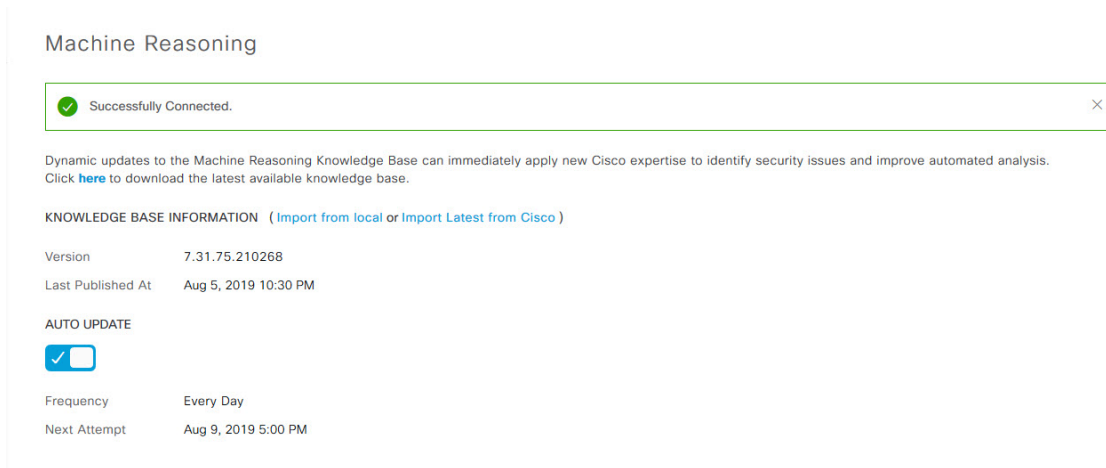 Machine Reasoning
Successfully Connected.
Dynamic updates to the Machine Reasoning Knowledge Base can immediately apply new Cisco expertise to identify security issues and improve automated analysis.
Click here to download the latest available knowledge base.
KNOWLEDGE BASE INFORMATION ( Import from local or Import Latest from Cisco )
Version 7.31.75.210268
Last Published At Aug 5, 2019 10:30 PM
AUTO UPDATE
Frequency Every Day
Next Attempt Aug 9, 2019 5:00 PM